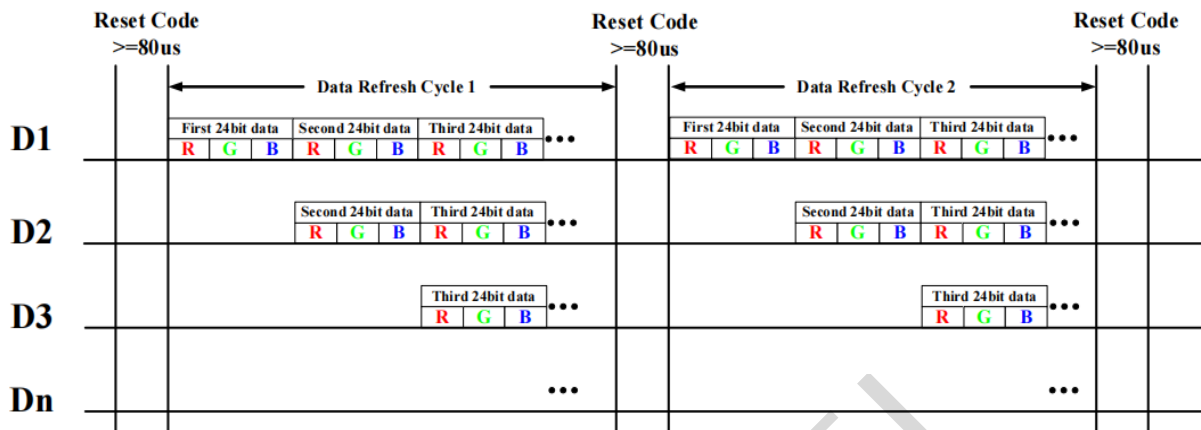 Reset Code Reset Code Reset Code
>=80us >=80us >=80us
Data Refresh Cycle 1 Data Refresh Cycle 2
D1 First 24bit data Second 24bit data Third 24bit data ••• First 24bit data Second 24bit data Third 24bit data •••
R G B R G B R G B R G B R G B R G B
D2 Second 24bit data Third 24bit data ••• Second 24bit data Third 24bit data •••
R G B R G B R G B R G B
D3 Third 24bit data ••• Third 24bit data •••
R G B R G B
Dn ••• •••